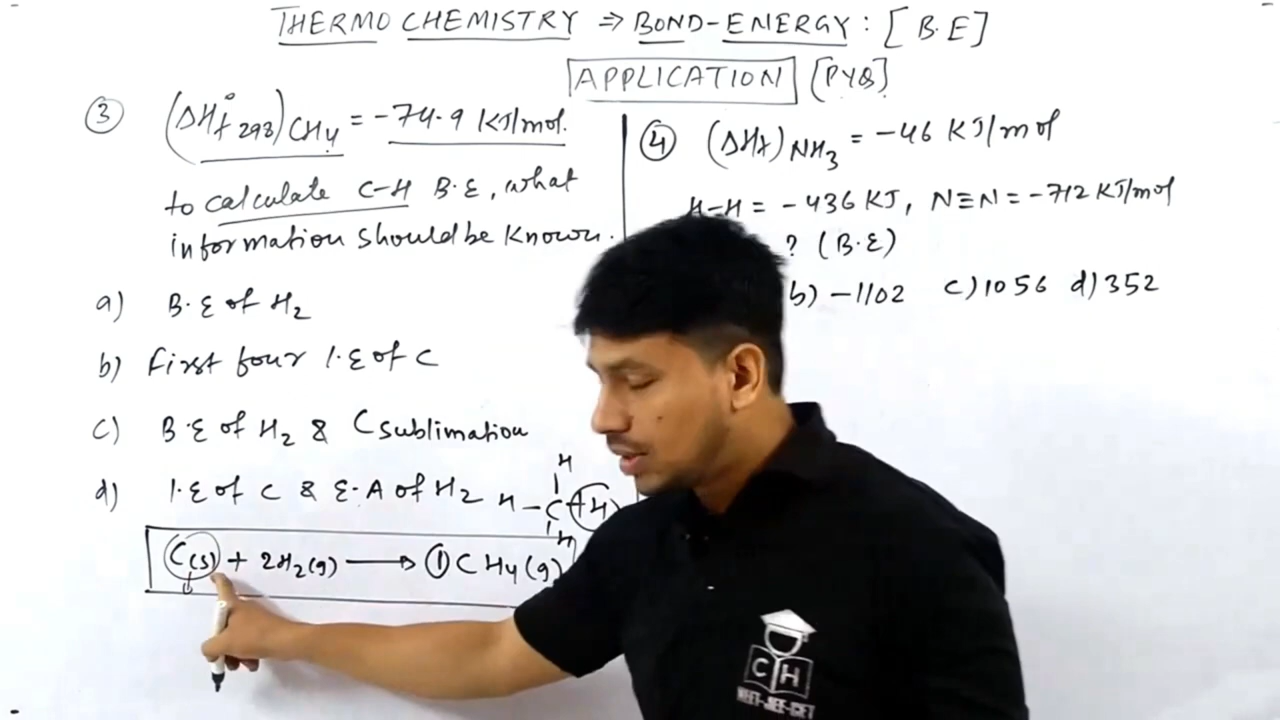 THERMO CHEMISTRY ⇒ BOND-ENERGY: [B.E]
APPLICATION [PYQ]
③ (ΔH°f 293)CH4 = -74.9 KJ/mol.
to calculate C-H B.E, what
information should be known.
a) B.E of H2
b) First four I.E of C
c) B.E of H2 & C sublimation
d) I.E of C & E.A of H2
H
H-C-H
H
C(s) + 2H2(g) → ① CH4(g)
④ (ΔHf)NH3 = -46 KJ/mol
H-H = -436 KJ, N≡N = -712 KJ/mol
? (B.E)
b) -1102 c) 1056 d) 352
CH
NEET-JEE-CET